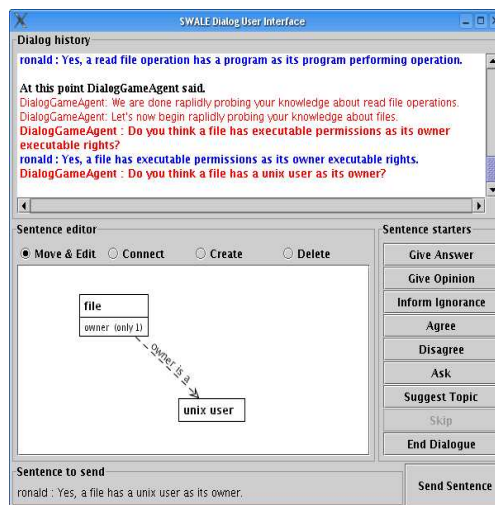 SWALE Dialog User Interface
Dialog history
ronald : Yes, a read file operation has a program as its program performing operation.
At this point DialogGameAgent said.
DialogGameAgent: We are done raplidly probing your knowledge about read file operations.
DialogGameAgent: Let's now begin raplidly probing your knowledge about files.
DialogGameAgent : Do you think a file has executable permissions as its owner
executable rights?
ronald : Yes, a file has executable permissions as its owner executable rights.
DialogGameAgent : Do you think a file has a unix user as its owner?
Sentence editor
Move & Edit Connect Create Delete
file
owner (only 1)
owner is a
unix user
Sentence starters
Give Answer
Give Opinion
Inform Ignorance
Agree
Disagree
Ask
Suggest Topic
Skip
End Dialogue
Sentence to send
ronald : Yes, a file has a unix user as its owner.
Send Sentence